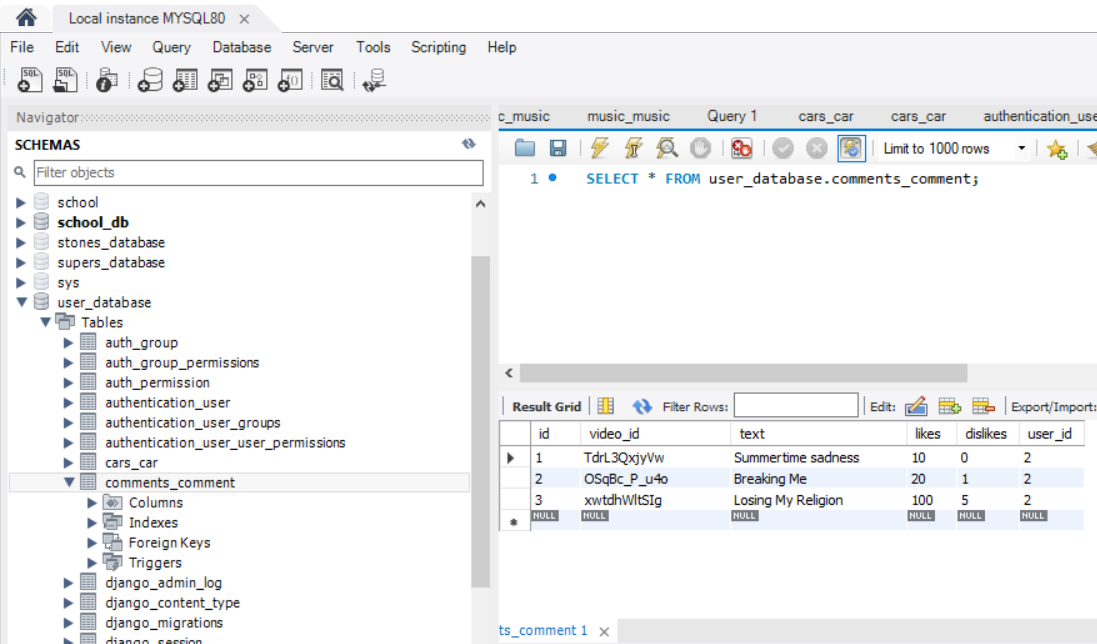 Local instance MYSQL80
File Edit View Query Database Server Tools Scripting Help
Navigator
SCHEMAS
Filter objects
school
school_db
stones_database
supers_database
sys
user_database
Tables
auth_group
auth_group_permissions
auth_permission
authentication_user
authentication_user_groups
authentication_user_user_permissions
cars_car
comments_comment
Columns
Indexes
Foreign Keys
Triggers
django_admin_log
django_content_type
django_migrations
django_session
c_music music_music Query 1 cars_car cars_car authentication_use
Limit to 1000 rows
1 SELECT * FROM user_database.comments_comment;
Result Grid Filter Rows: Edit: Export/Import:
id video_id text likes dislikes user_id
1 TdrL3QxjyVw Summertime sadness 10 0 2
2 OSqBc_P_u4o Breaking Me 20 1 2
3 xwtdhWltSIg Losing My Religion 100 5 2
NULL NULL NULL NULL NULL NULL
ts_comment 1